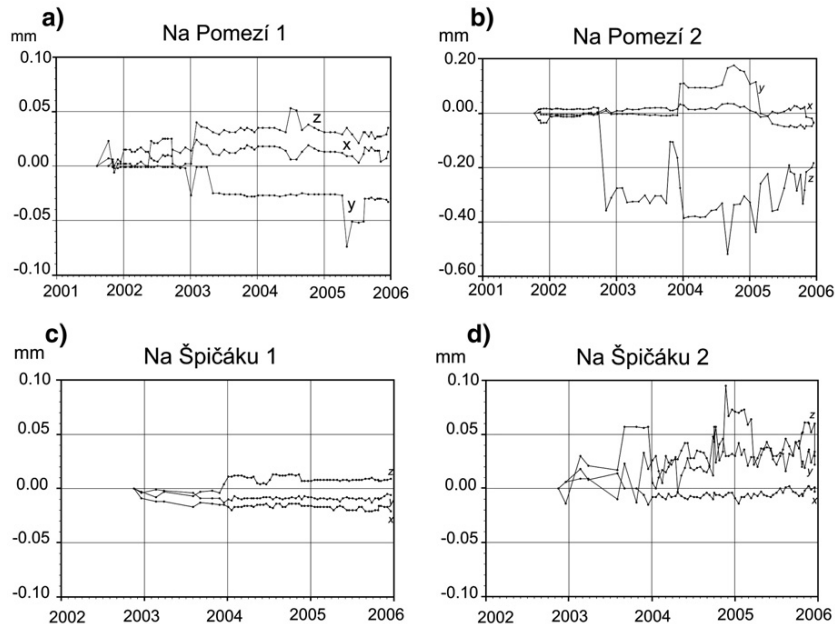 a)
mm
Na Pomezí 1
0.10
0.05
0.00
-0.05
-0.10
z
x
y
2001 2002 2003 2004 2005 2006
b)
mm
Na Pomezí 2
0.20
0.00
-0.20
-0.40
-0.60
y
x
z
2001 2002 2003 2004 2005 2006
c)
mm
Na Špičáku 1
0.10
0.05
0.00
-0.05
-0.10
z
y
x
2002 2003 2004 2005 2006
d)
mm
Na Špičáku 2
0.10
0.05
0.00
-0.05
-0.10
z
y
x
2002 2003 2004 2005 2006